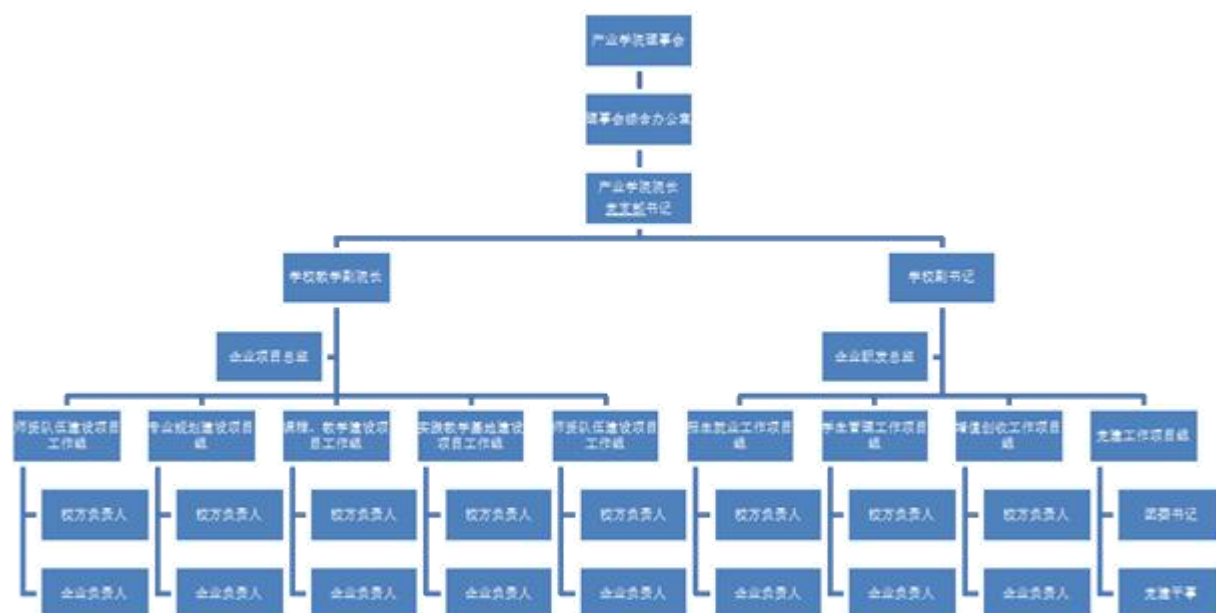 产业学院理事会
理事会综合办公室
产业学院院长
党支部书记
学校教学副院长
学校副书记
企业项目总监
企业职发总监
师资队伍建设项目
工作组
专业规划建设项目
组
课程、教学建设项
目工作组
实践教学基地建设
项目工作组
师资队伍建设项目
工作组
招生就业工作项目
组
学生管理工作项目
组
增值创收工作项目
组
党建工作项目组
校方负责人
校方负责人
校方负责人
校方负责人
校方负责人
校方负责人
校方负责人
校方负责人
团委书记
企业负责人
企业负责人
企业负责人
企业负责人
企业负责人
企业负责人
企业负责人
企业负责人
党建干事